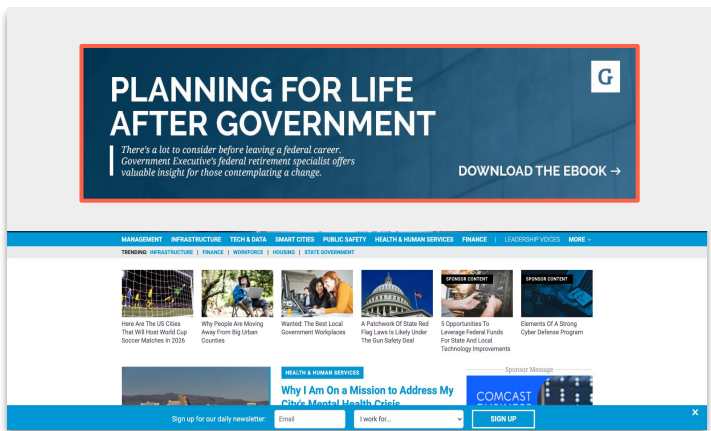 PLANNING FOR LIFE
AFTER GOVERNMENT
G
There's a lot to consider before leaving a federal career.
Government Executive's federal retirement specialist offers
valuable insight for those contemplating a change.
DOWNLOAD THE EBOOK →
MANAGEMENT INFRASTRUCTURE TECH & DATA SMART CITIES PUBLIC SAFETY HEALTH & HUMAN SERVICES FINANCE | LEADERSHIP VOICES MORE
TRENDING: INFRASTRUCTURE | FINANCE | WORKFORCE | HOUSING | STATE GOVERNMENT
SPONSOR CONTENT
SPONSOR CONTENT
Here Are The US Cities
That Will Host World Cup
Soccer Matches In 2026
Why People Are Moving
Away From Big Urban
Counties
Wanted: The Best Local
Government Workplaces
A Patchwork Of State Red
Flag Laws Is Likely Under
The Gun Safety Deal
5 Opportunities To
Leverage Federal Funds
For State And Local
Technology Improvements
Elements Of A Strong
Cyber Defense Program
HEALTH & HUMAN SERVICES
Why I Am On a Mission to Address My
City's Mental Health Crisis
Sponsor Message
COMCAST
BUSINESS
Sign up for our daily newsletter: Email I work for... SIGN UP X